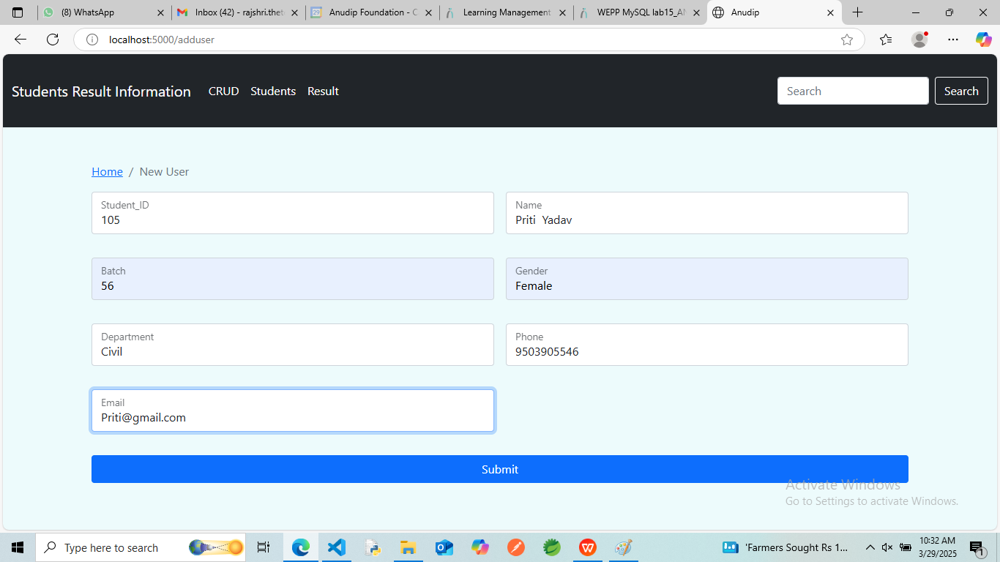 (8) WhatsApp
Inbox (42) - rajshri.thet
Anudip Foundation - C
Learning Management
WEPP MySQL lab15_AN
Anudip
localhost:5000/adduser
Students Result Information
CRUD
Students
Result
Search
Search
Home / New User
Student_ID
105
Name
Priti  Yadav
Batch
56
Gender
Female
Department
Civil
Phone
9503905546
Email
Priti@gmail.com
Submit
Activate Windows
Go to Settings to activate Windows.
Type here to search
'Farmers Sought Rs 1...
10:32 AM
3/29/2025
1